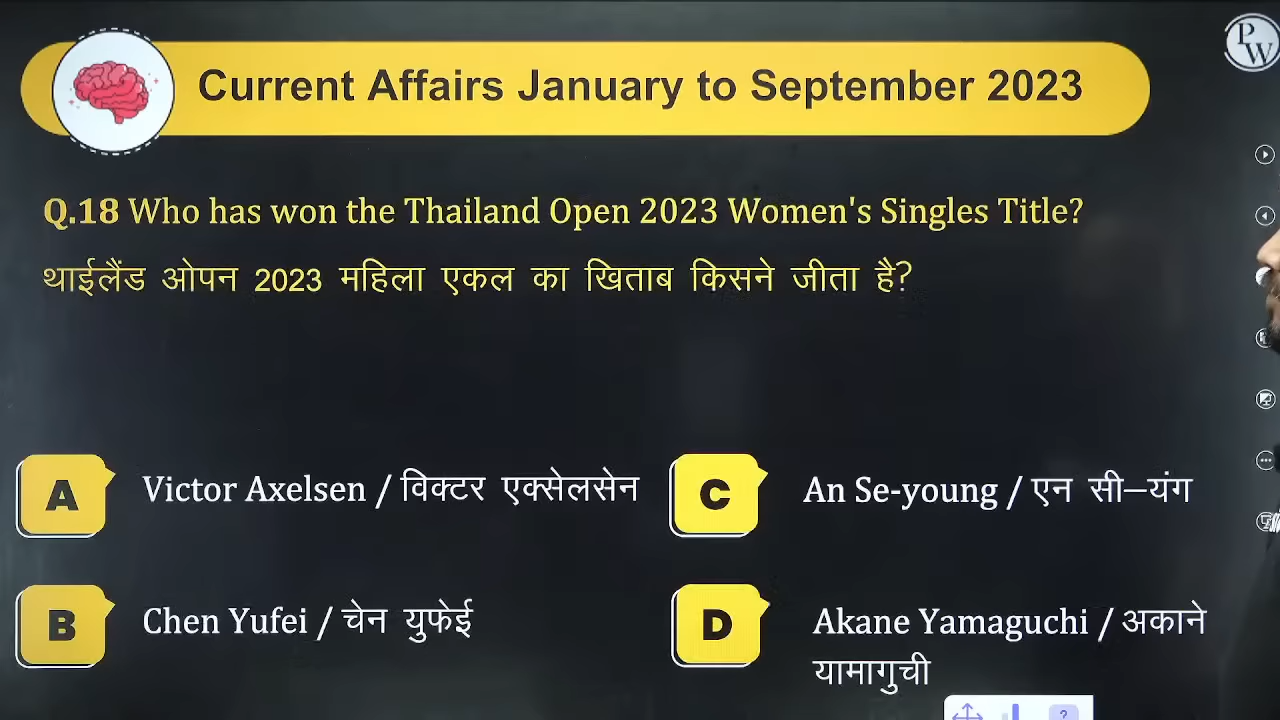 PW
Current Affairs January to September 2023
Q.18 Who has won the Thailand Open 2023 Women's Singles Title?
थाईलैंड ओपन 2023 महिला एकल का खिताब किसने जीता है?
A Victor Axelsen / विक्टर एक्सेलसेन
C An Se-young / एन सी–यंग
B Chen Yufei / चेन युफेई
D Akane Yamaguchi / अकाने
यामागुची
?